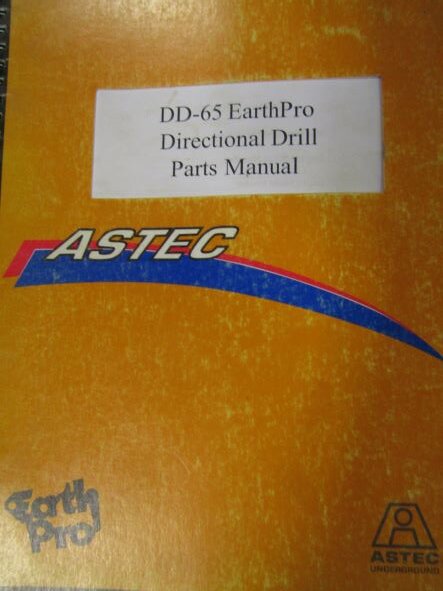 DD-65 EarthPro
Directional Drill
Parts Manual
ASTEC
Earth
Pro
ASTEC
UNDERGROUND